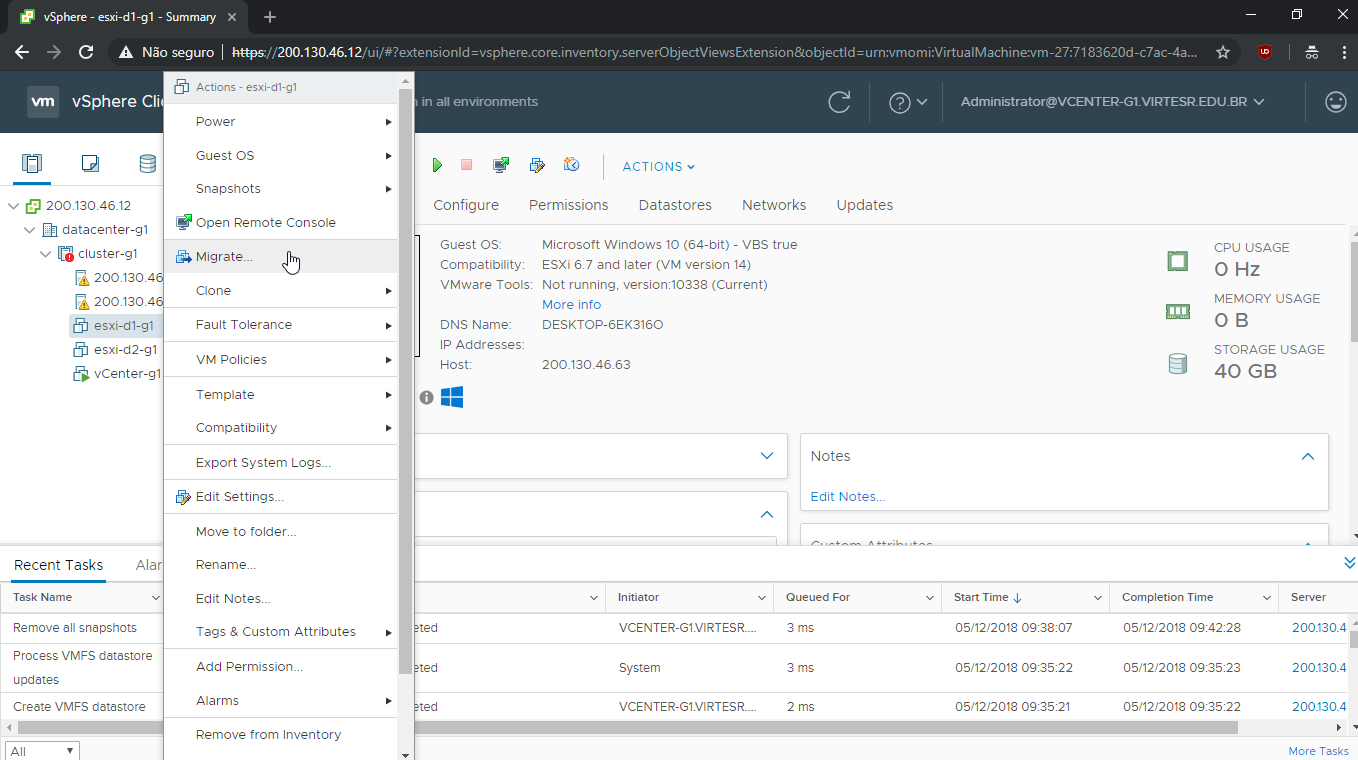 vSphere - esxi-d1-g1 - Summary
Não seguro
https://200.130.46.12/ui/#?extensionId=vsphere.core.inventory.serverObjectViewsExtension&objectId=urn:vmomi:VirtualMachine:vm-27:7183620d-c7ac-4a...
vm
vSphere Clie
in all environments
Administrator@VCENTER-G1.VIRTESR.EDU.BR
Actions - esxi-d1-g1
Power
Guest OS
Snapshots
Open Remote Console
Migrate...
Clone
Fault Tolerance
VM Policies
Template
Compatibility
Export System Logs...
Edit Settings...
Move to folder...
Rename...
Edit Notes...
Tags & Custom Attributes
Add Permission...
Alarms
Remove from Inventory
200.130.46.12
datacenter-g1
cluster-g1
200.130.46
200.130.46
esxi-d1-g1
esxi-d2-g1
vCenter-g1
ACTIONS
Configure Permissions Datastores Networks Updates
Guest OS: Microsoft Windows 10 (64-bit) - VBS true
Compatibility: ESXi 6.7 and later (VM version 14)
VMware Tools: Not running, version:10338 (Current)
More info
DNS Name: DESKTOP-6EK316O
IP Addresses:
Host: 200.130.46.63
CPU USAGE
0 Hz
MEMORY USAGE
0 B
STORAGE USAGE
40 GB
Notes
Edit Notes...
Custom Attributes
Recent Tasks Alar
Task Name Initiator Queued For Start Time Completion Time Server
Remove all snapshots eted VCENTER-G1.VIRTESR.... 3 ms 05/12/2018 09:38:07 05/12/2018 09:42:28 200.130.4
Process VMFS datastore
updates eted System 3 ms 05/12/2018 09:35:22 05/12/2018 09:35:23 200.130.4
Create VMFS datastore eted VCENTER-G1.VIRTESR.... 2 ms 05/12/2018 09:35:21 05/12/2018 09:35:22 200.130.4
All
More Tasks